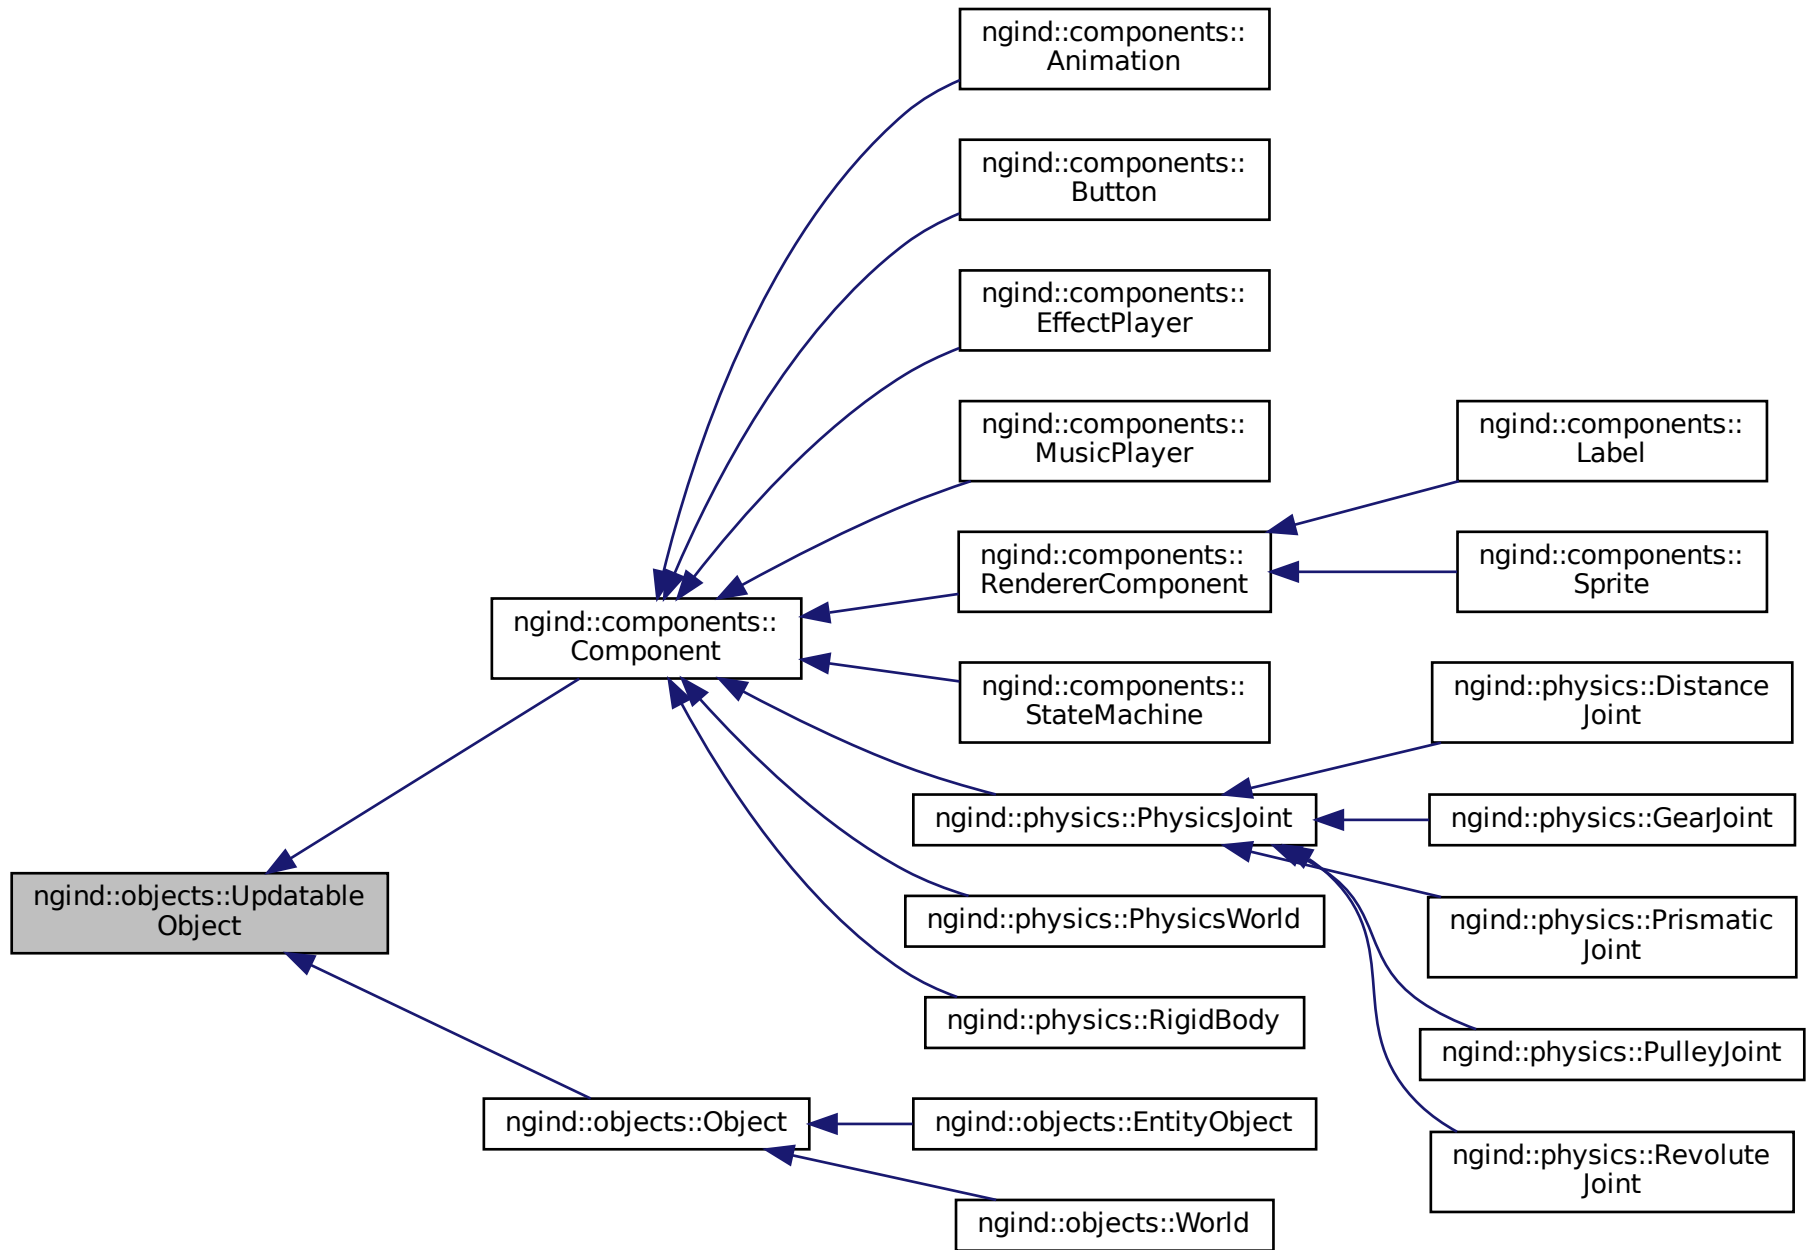 ngind::components::
Animation
ngind::components::
Button
ngind::components::
EffectPlayer
ngind::components::
MusicPlayer
ngind::components::
Label
ngind::components::
RendererComponent
ngind::components::
Sprite
ngind::components::
Component
ngind::components::
StateMachine
ngind::physics::Distance
Joint
ngind::physics::PhysicsJoint
ngind::physics::GearJoint
ngind::objects::Updatable
Object
ngind::physics::PhysicsWorld
ngind::physics::Prismatic
Joint
ngind::physics::RigidBody
ngind::physics::PulleyJoint
ngind::objects::Object
ngind::objects::EntityObject
ngind::physics::Revolute
Joint
ngind::objects::World